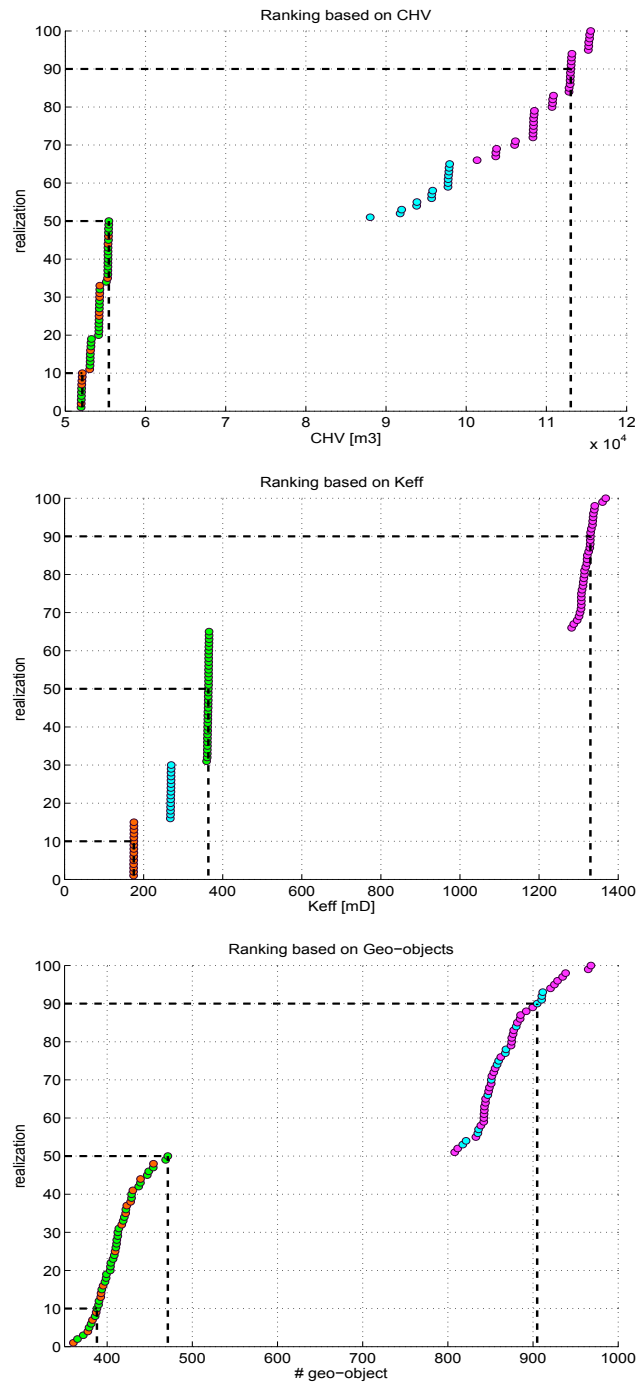 Ranking based on CHV
100
90
80
70
60
50
40
30
20
10
0
realization
5 6 7 8 9 10 11 12
CHV [m3]
x 10⁴
Ranking based on Keff
100
90
80
70
60
50
40
30
20
10
0
realization
0 200 400 600 800 1000 1200 1400
Keff [mD]
Ranking based on Geo−objects
100
90
80
70
60
50
40
30
20
10
0
realization
400 500 600 700 800 900 1000
# geo−object